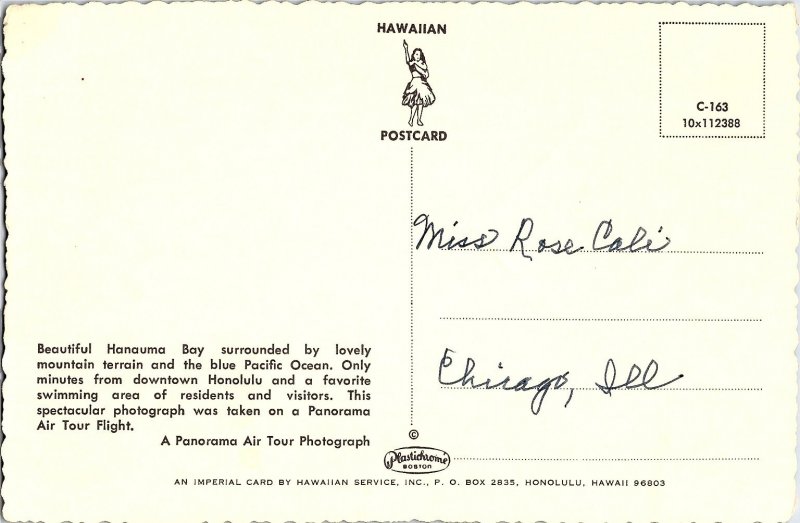 HAWAIIAN
POSTCARD
C-163
10x112388
Miss Rose Cali
Chicago, Ill
Beautiful Hanauma Bay surrounded by lovely
mountain terrain and the blue Pacific Ocean. Only
minutes from downtown Honolulu and a favorite
swimming area of residents and visitors. This
spectacular photograph was taken on a Panorama
Air Tour Flight.
A Panorama Air Tour Photograph
©
Plastichrome
BOSTON
AN IMPERIAL CARD BY HAWAIIAN SERVICE, INC., P. O. BOX 2835, HONOLULU, HAWAII 96803